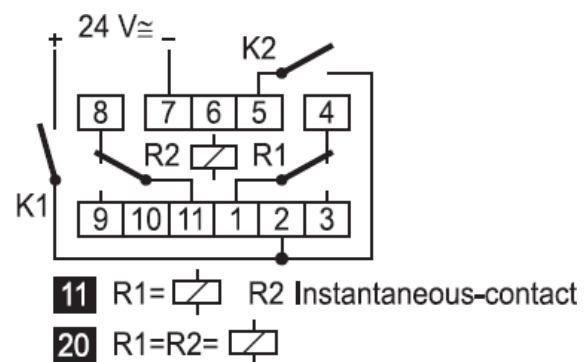 + 24 V≅ −
K2
8 7 6 5 4
R2 R1
K1
9 10 11 1 2 3
11 R1= R2 Instantaneous-contact
20 R1=R2=